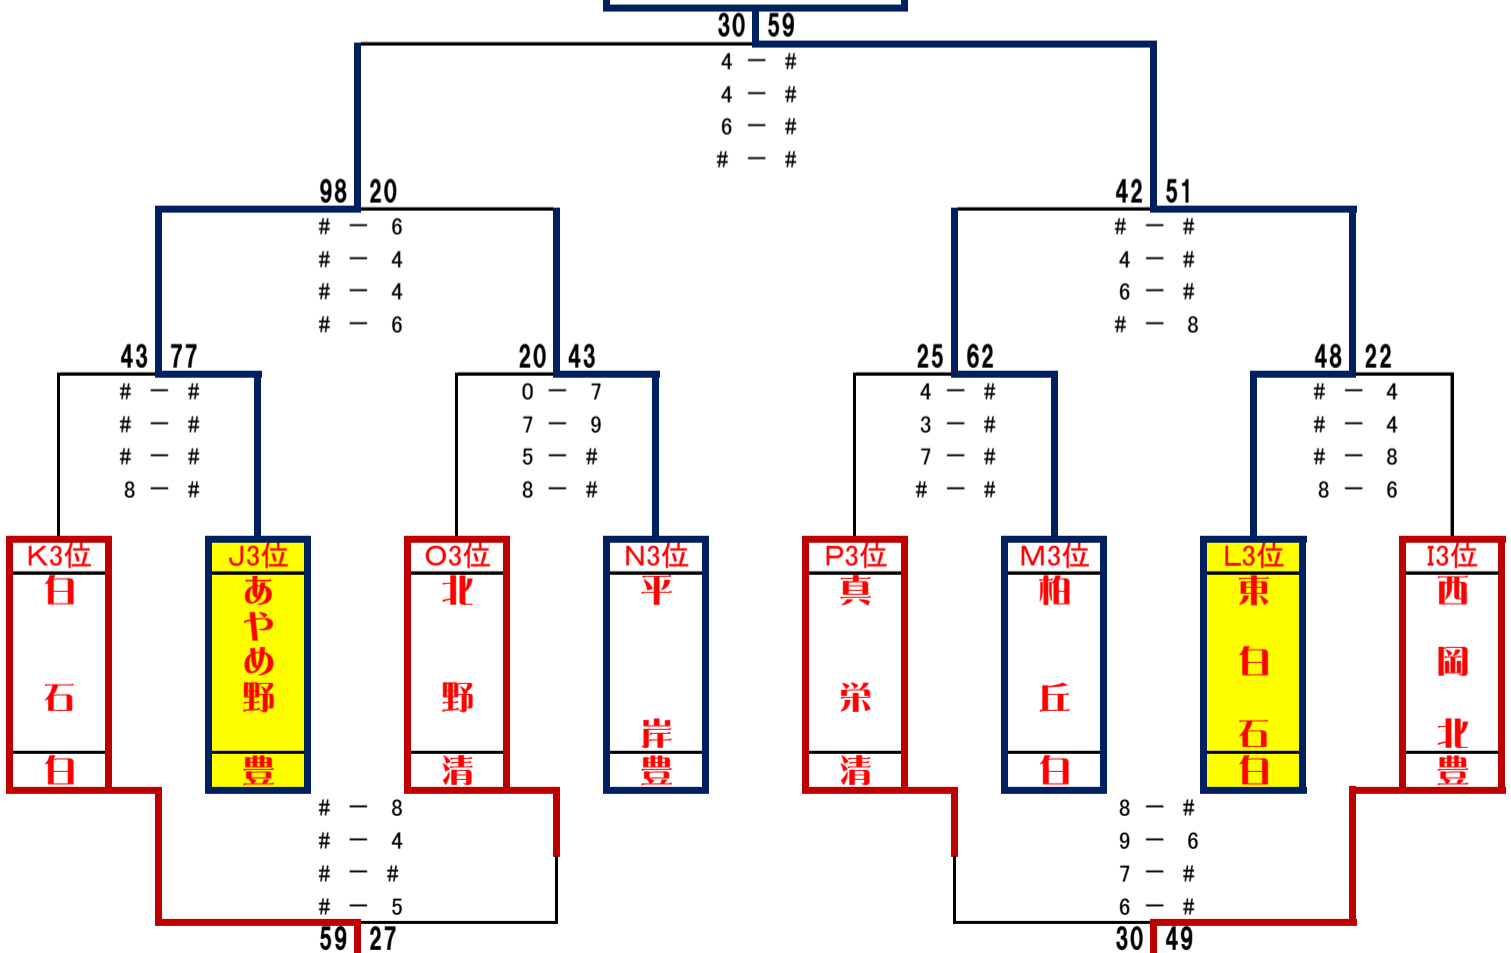 30 59
4 － #
4 － #
6 － #
# － #
98 20
# － 6
# － 4
# － 4
# － 6
42 51
# － #
4 － #
6 － #
# － 8
43 77
# － #
# － #
# － #
8 － #
20 43
0 － 7
7 － 9
5 － #
8 － #
25 62
4 － #
3 － #
7 － #
# － #
48 22
# － 4
# － 4
# － 8
8 － 6
K3位
白石
白
J3位
あやめ野
豊
O3位
北野
清
N3位
平岸
豊
P3位
真栄
清
M3位
柏丘
白
L3位
東白石
白
I3位
西岡北
豊
# － 8
# － 4
# － #
# － 5
59 27
8 － #
9 － 6
7 － #
6 － #
30 49